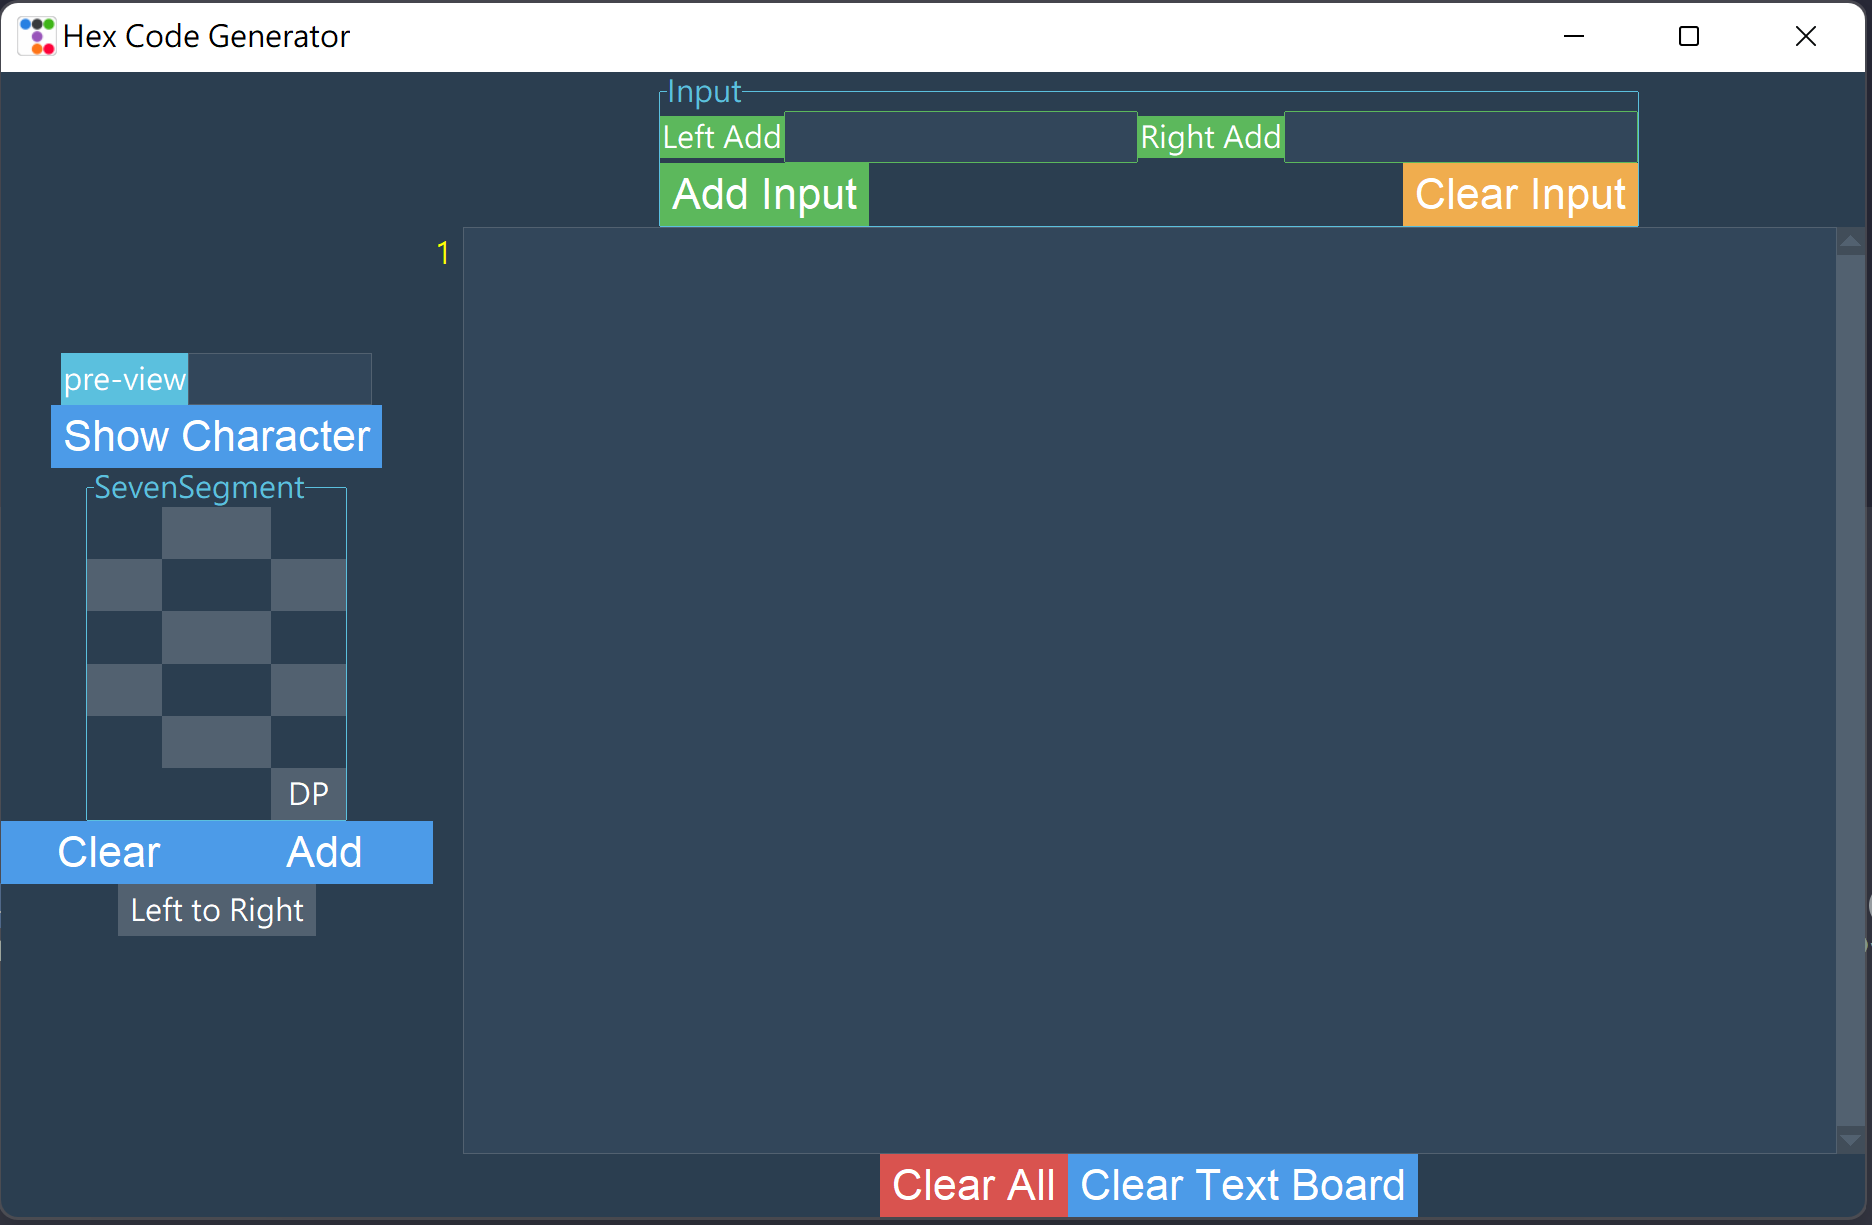 Hex Code Generator
Input
Left Add Right Add
Add Input Clear Input
1
pre-view
Show Character
SevenSegment
DP
Clear Add
Left to Right
Clear All Clear Text Board